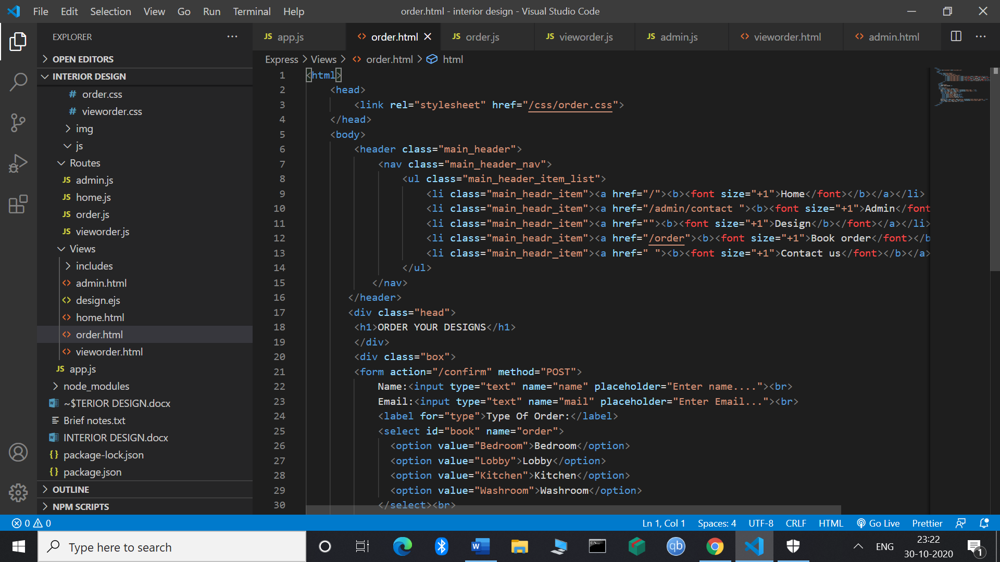 File Edit Selection View Go Run Terminal Help
order.html - interior design - Visual Studio Code
EXPLORER
OPEN EDITORS
INTERIOR DESIGN
# order.css
# vieworder.css
img
js
Routes
JS admin.js
JS home.js
JS order.js
JS vieworder.js
Views
includes
<> admin.html
<> design.ejs
<> home.html
<> order.html
<> vieworder.html
JS app.js
node_modules
~$TERIOR DESIGN.docx
Brief notes.txt
INTERIOR DESIGN.docx
{} package-lock.json
{} package.json
OUTLINE
NPM SCRIPTS
JS app.js
<> order.html
JS order.js
JS vieworder.js
JS admin.js
<> vieworder.html
<> admin.html
Express > Views > <> order.html > html
1 <html>
2 <head>
3 <link rel="stylesheet" href="/css/order.css">
4 </head>
5 <body>
6 <header class="main_header">
7 <nav class="main_header_nav">
8 <ul class="main_header_item_list">
9 <li class="main_headr_item"><a href="/"><b><font size="+1">Home</font></b></a></li>
10 <li class="main_headr_item"><a href="/admin/contact "><b><font size="+1">Admin</font
11 <li class="main_headr_item"><a href=""><b><font size="+1">Design</b></font></a></li>
12 <li class="main_headr_item"><a href="/order"><b><font size="+1">Book order</font></b
13 <li class="main_headr_item"><a href=" "><b><font size="+1">Contact us</font></b></a>
14 </ul>
15 </nav>
16 </header>
17 <div class="head">
18 <h1>ORDER YOUR DESIGNS</h1>
19 </div>
20 <div class="box">
21 <form action="/confirm" method="POST">
22 Name:<input type="text" name="name" placeholder="Enter name...."><br>
23 Email:<input type="text" name="mail" placeholder="Enter Email..."><br>
24 <label for="type">Type Of Order:</label>
25 <select id="book" name="order">
26 <option value="Bedroom">Bedroom</option>
27 <option value="Lobby">Lobby</option>
28 <option value="Kitchen">Kitchen</option>
29 <option value="Washroom">Washroom</option>
30 </select><br>
0 0
Ln 1, Col 1 Spaces: 4 UTF-8 CRLF HTML Go Live Prettier
Type here to search
W
qb
ENG
23:22
30-10-2020
1